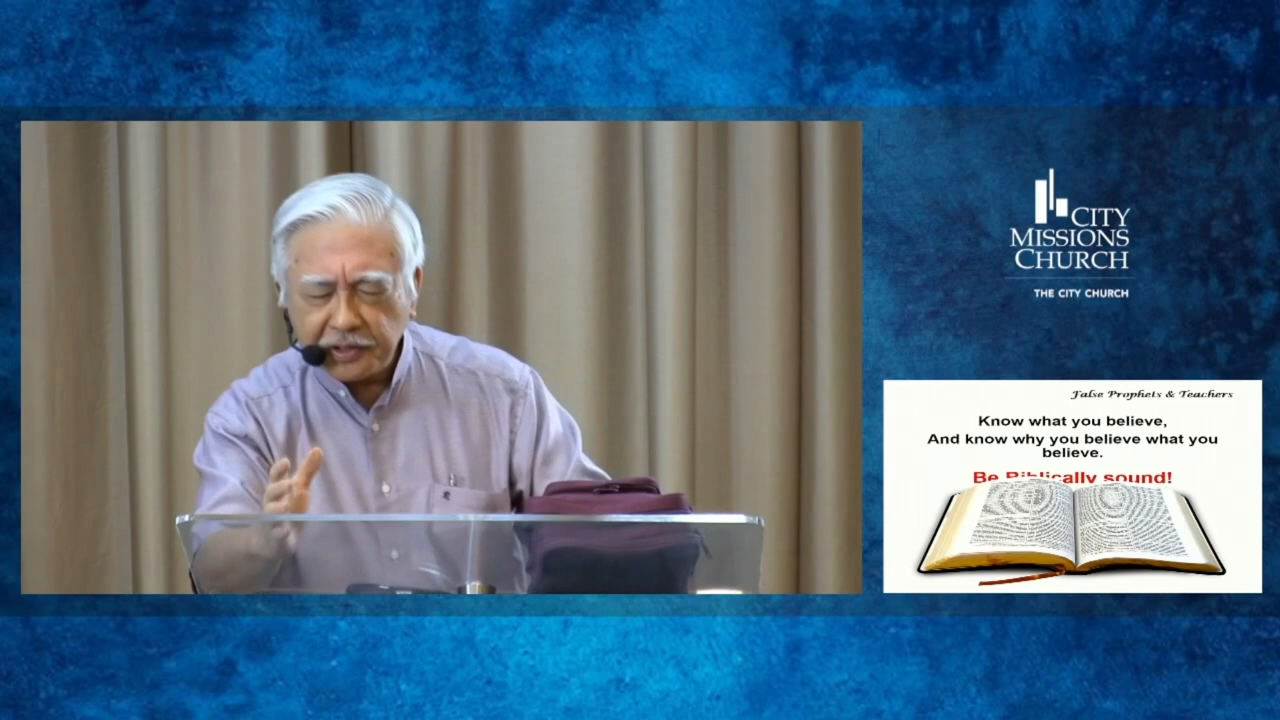 CITY
MISSIONS
CHURCH
THE CITY CHURCH
False Prophets & Teachers
Know what you believe,
And know why you believe what you
believe.
Be Biblically sound!